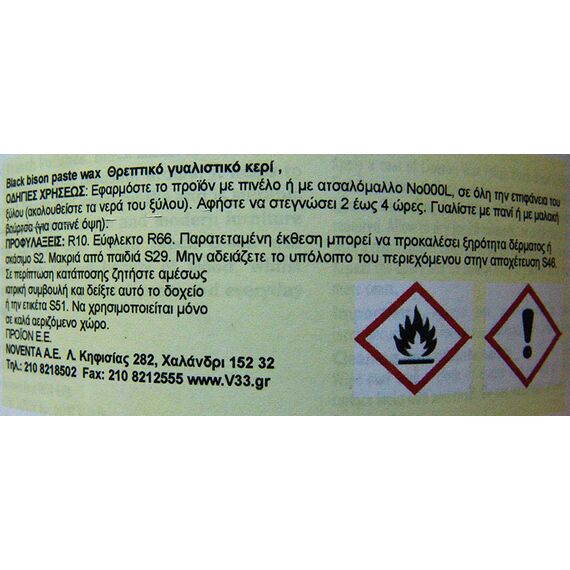 Black bison paste wax Θρεπτικό γυαλιστικό κερί ,
ΟΔΗΓΙΕΣ ΧΡΗΣΕΩΣ: Εφαρμόστε το προϊόν με πινέλο ή με ατσαλόμαλλο Νο000L, σε όλη την επιφάνεια του
ξύλου (ακολουθείστε τα νερά του ξύλου). Αφήστε να στεγνώσει 2 έως 4 ώρες. Γυαλίστε με πανί ή με μαλακή
βούρτσα (για σατινέ όψη).
ΠΡΟΦΥΛΑΞΕΙΣ: R10. Εύφλεκτο R66. Παρατεταμένη έκθεση μπορεί να προκαλέσει ξηρότητα δέρματος ή
σκάσιμο S2. Μακριά από παιδιά S29. Μην αδειάζετε το υπόλοιπο του περιεχομένου στην αποχέτευση S46.
Σε περίπτωση κατάποσης ζητήστε αμέσως
ιατρική συμβουλή και δείξτε αυτό το δοχείο
ή την ετικέτα S51. Να χρησιμοποιείται μόνο
σε καλά αεριζόμενο χώρο.
ΠΡΟΪΟΝ Ε.Ε.
NOVENTA A.E. Λ. Κηφισίας 282, Χαλάνδρι 152 32
Τηλ.: 210 8218502 Fax: 210 8212555 www.V33.gr